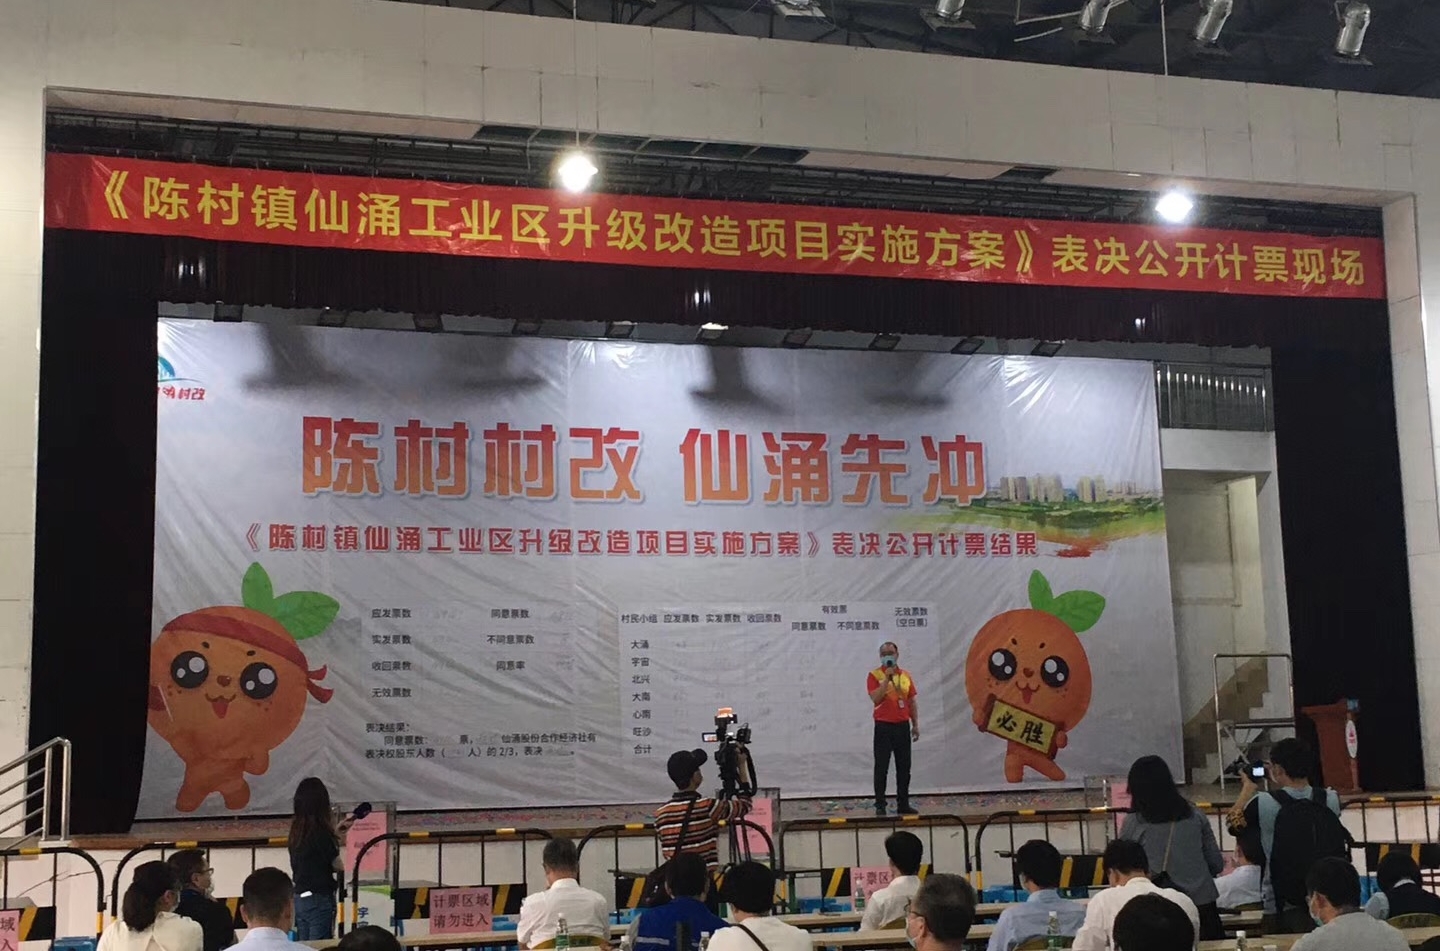 《陈村镇仙涌工业区升级改造项目实施方案》表决公开计票现场
村改
陈村村改 仙涌先冲
《陈村镇仙涌工业区升级改造项目实施方案》表决公开计票结果
应发票数 同意票数
实发票数 不同意票数
收回票数 同意率
无效票数
表决结果：
同意票数： 票， 仙涌股份合作经济社有
表决权股东人数（ 人）的 2/3，表决 。
村民小组 应发票数 实发票数 收回票数 有效票 无效票数
(空白票)
同意票数 不同意票数
大涌
宇宙
北兴
大南
心南
旺沙
合计
必胜
计票区域
请勿进入
计票区
域
入